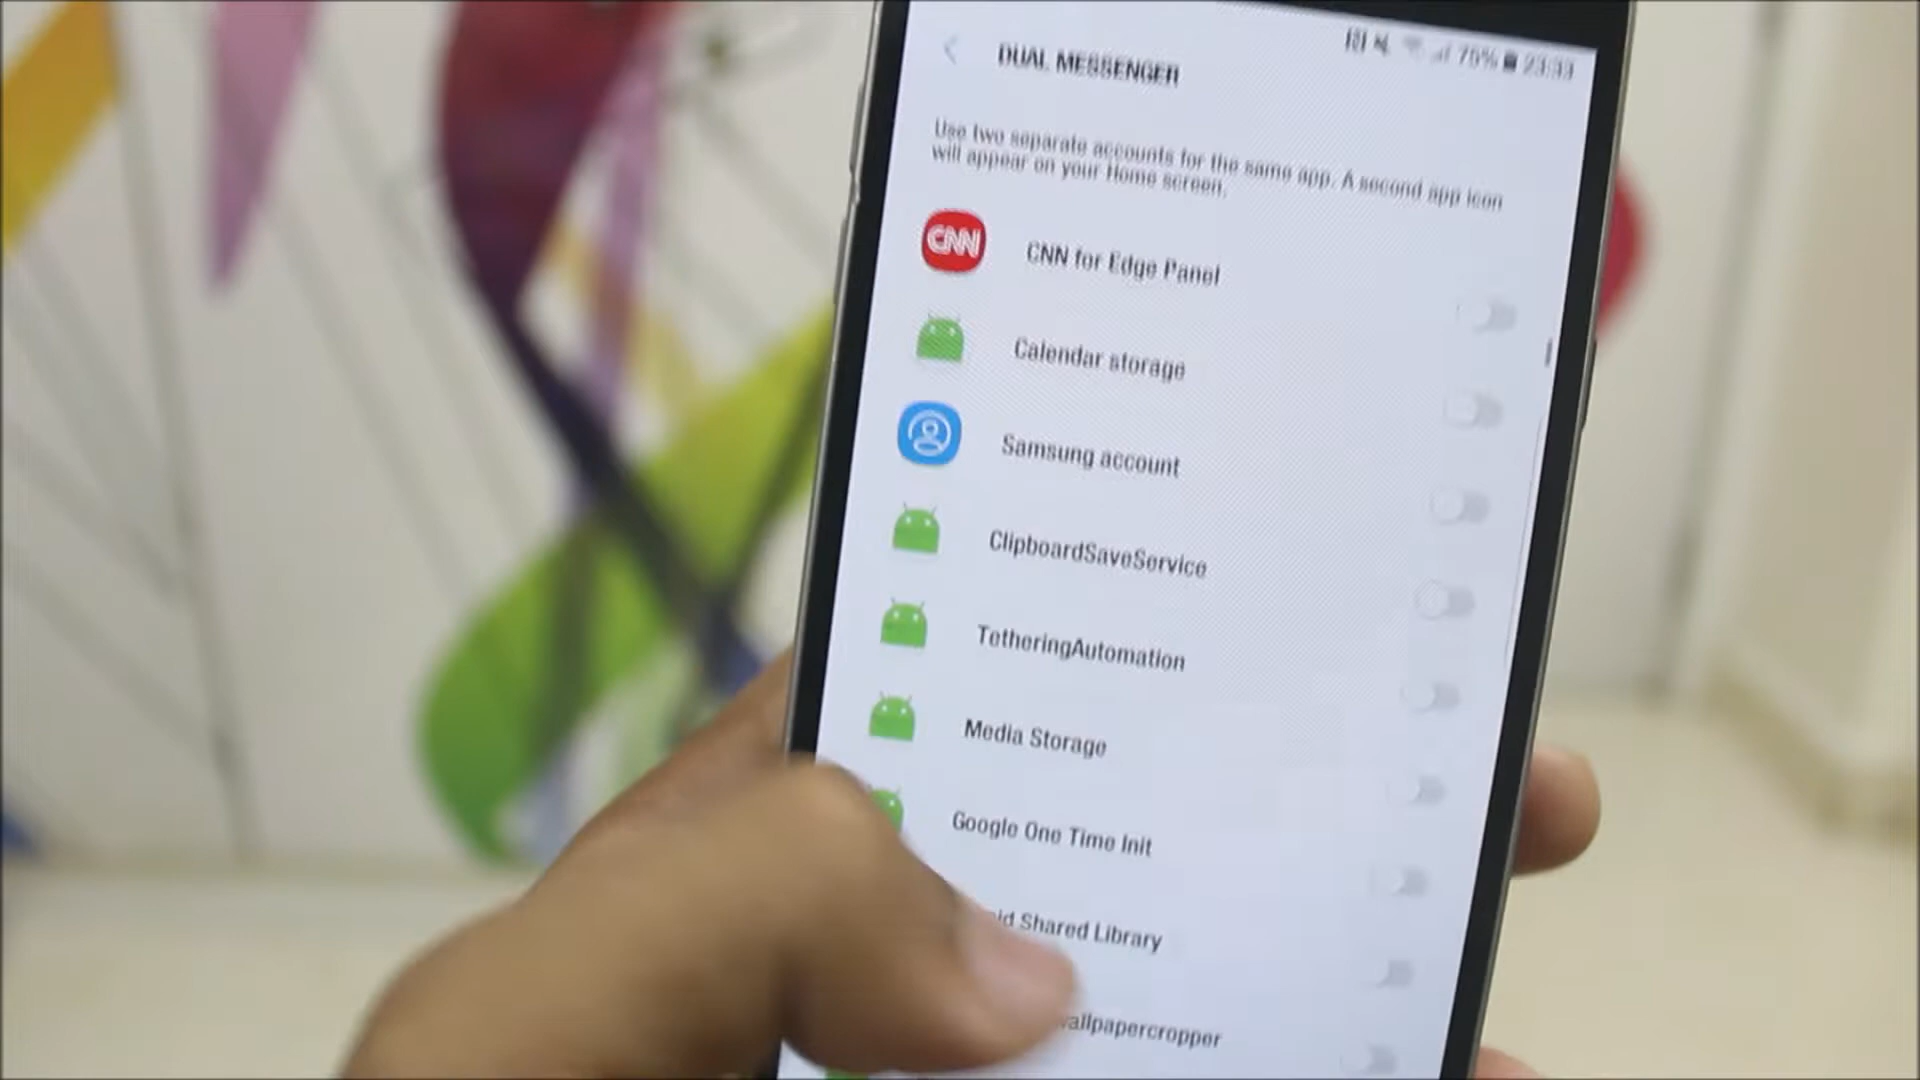 75% 23:33
DUAL MESSENGER
Use two separate accounts for the same app. A second app icon
will appear on your Home screen.
CNN
CNN for Edge Panel
Calendar storage
Samsung account
ClipboardSaveService
TetheringAutomation
Media Storage
Google One Time Init
Shared Library
allpapercropper